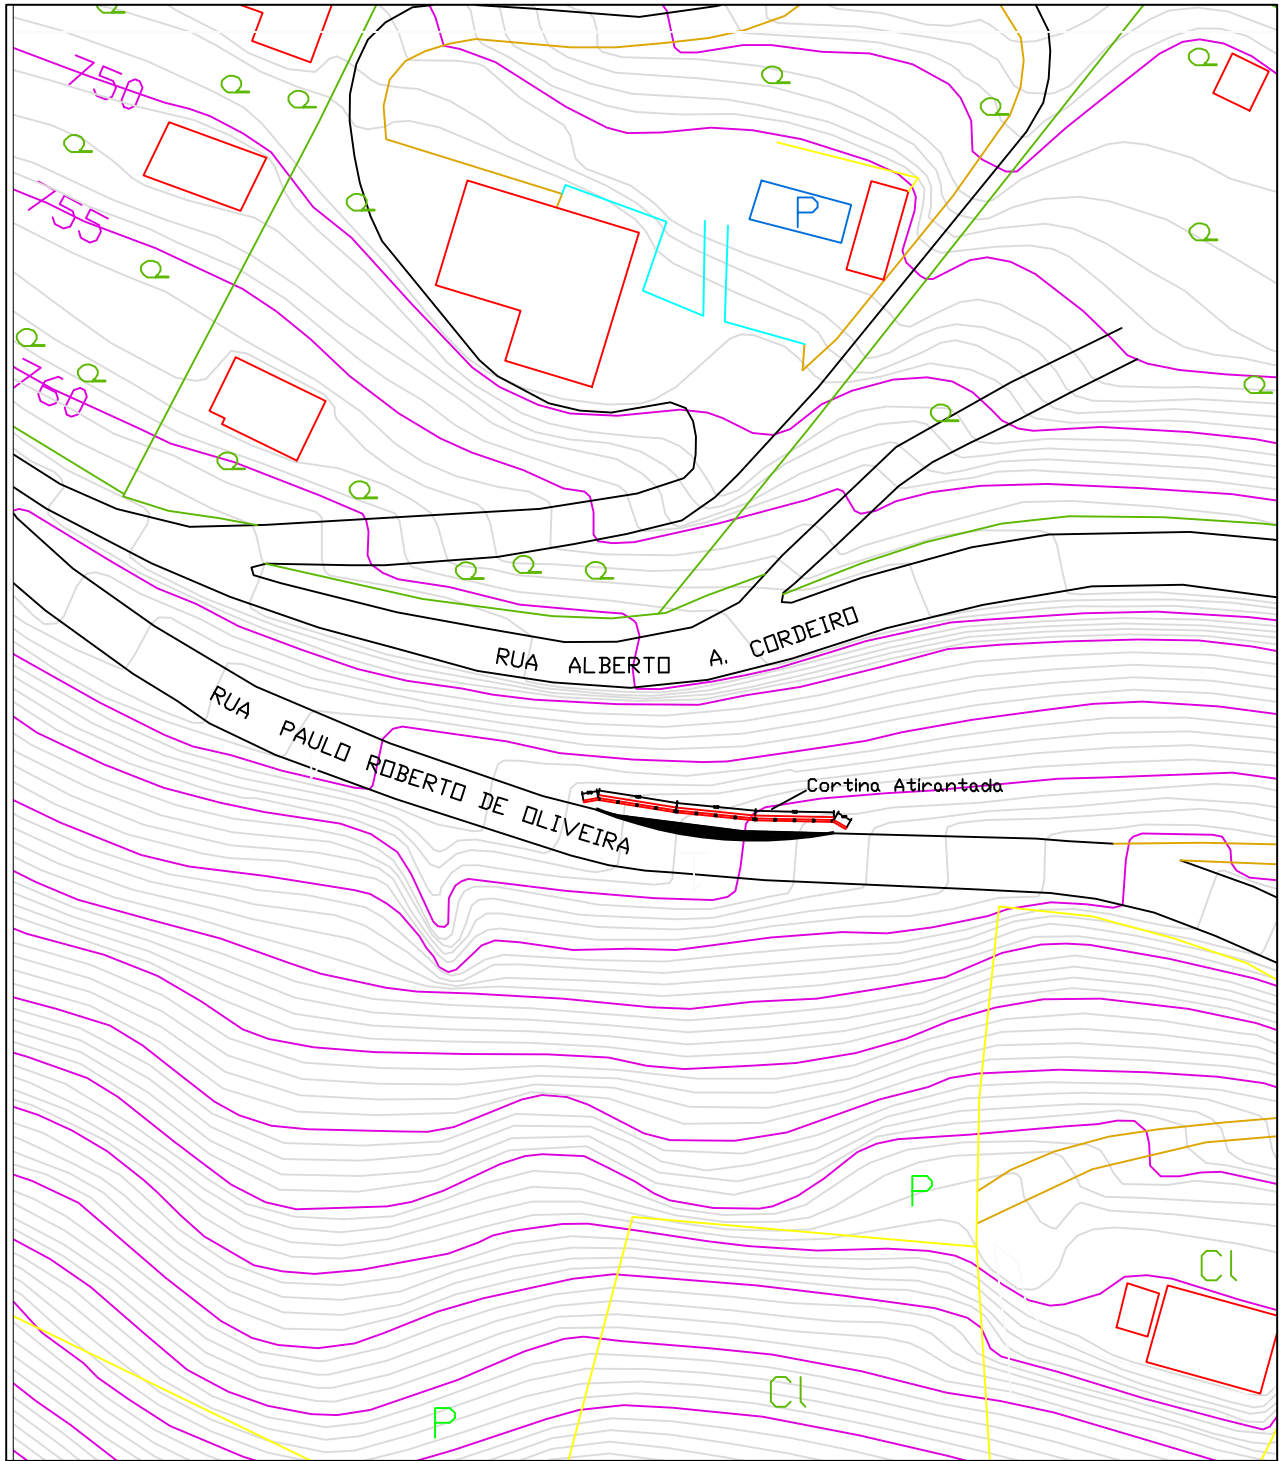 750
755
760
P
RUA ALBERTO A. CORDEIRO
RUA PAULO ROBERTO DE OLIVEIRA
Cortina Atirantada
P
Cl
Cl
P